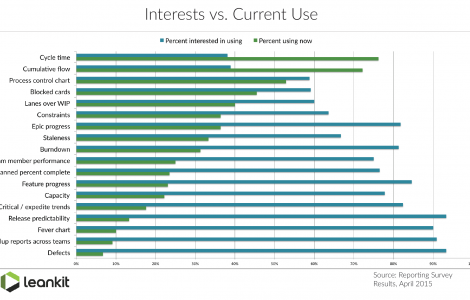 Interests vs. Current Use
Percent interested in using Percent using now
Cycle time
Cumulative flow
Process control chart
Blocked cards
Lanes over WIP
Constraints
Epic progress
Staleness
Burndown
am member performance
anned percent complete
Feature progress
Capacity
Critical / expedite trends
Release predictability
Fever chart
lup reports across teams
Defects
0% 10% 20% 30% 40% 50% 60% 70% 80% 90%
leankit
Source: Reporting Survey
Results, April 2015